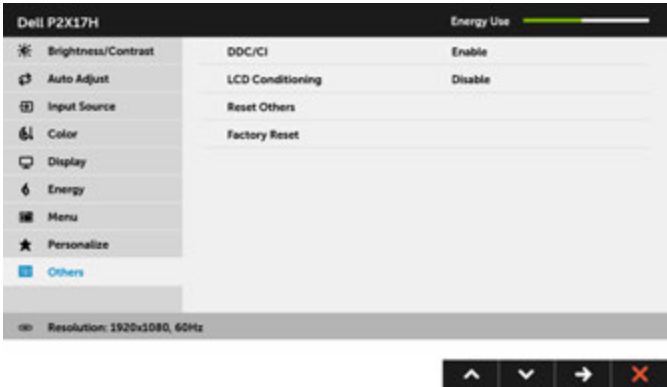 Dell P2X17H Energy Use
Brightness/Contrast DDC/CI Enable
Auto Adjust LCD Conditioning Disable
Input Source Reset Others
Color Factory Reset
Display
Energy
Menu
Personalize
Others
Resolution: 1920x1080, 60Hz